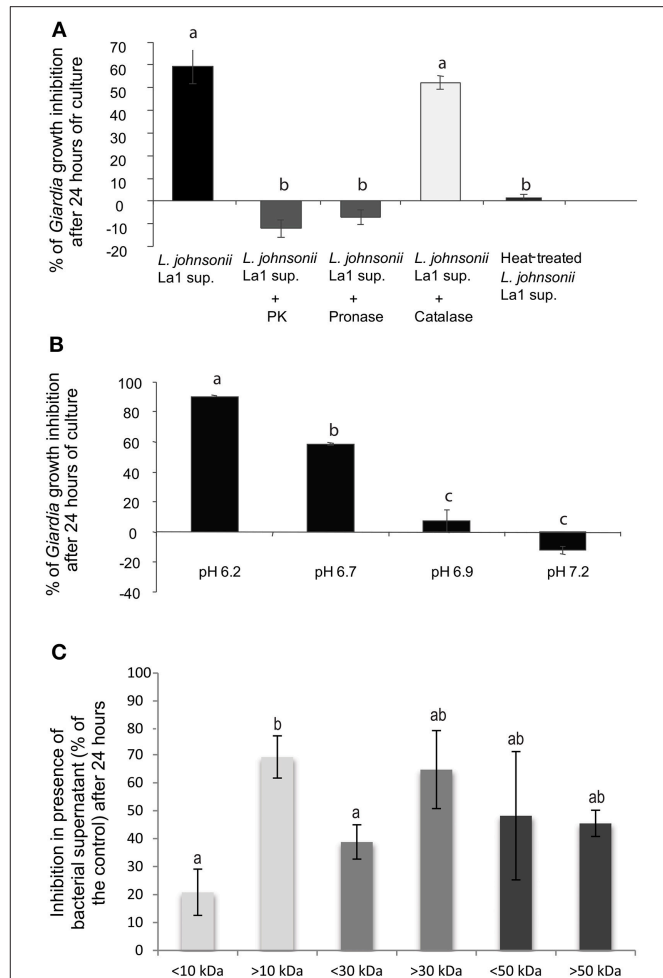 A
% of Giardia growth inhibition
after 24 hours ofr culture
60
50
40
30
20
10
0
-10
-20
a
b
b
a
b
L. johnsonii
La1 sup.
L. johnsonii
La1 sup.
+
PK
L. johnsonii
La1 sup.
+
Pronase
L. johnsonii
La1 sup.
+
Catalase
Heat-treated
L. johnsonii
La1 sup.
B
% of Giardia growth inhibition
after 24 hours of culture
100
80
60
40
20
0
-20
-40
a
b
c
c
pH 6.2
pH 6.7
pH 6.9
pH 7.2
C
Inhibition in presence of
bacterial supernatant (% of
the control) after 24 hours
100
90
80
70
60
50
40
30
20
10
0
a
b
a
ab
ab
ab
<10 kDa
>10 kDa
<30 kDa
>30 kDa
<50 kDa
>50 kDa